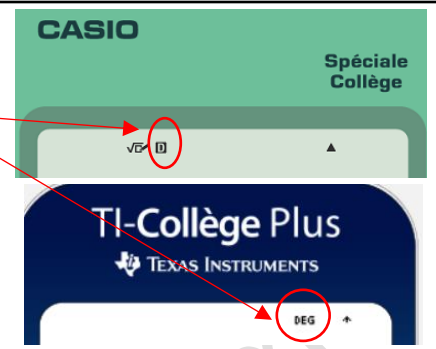 CASIO
Spéciale
Collège
√▱ D ▲
TI-Collège Plus
TEXAS INSTRUMENTS
DEG